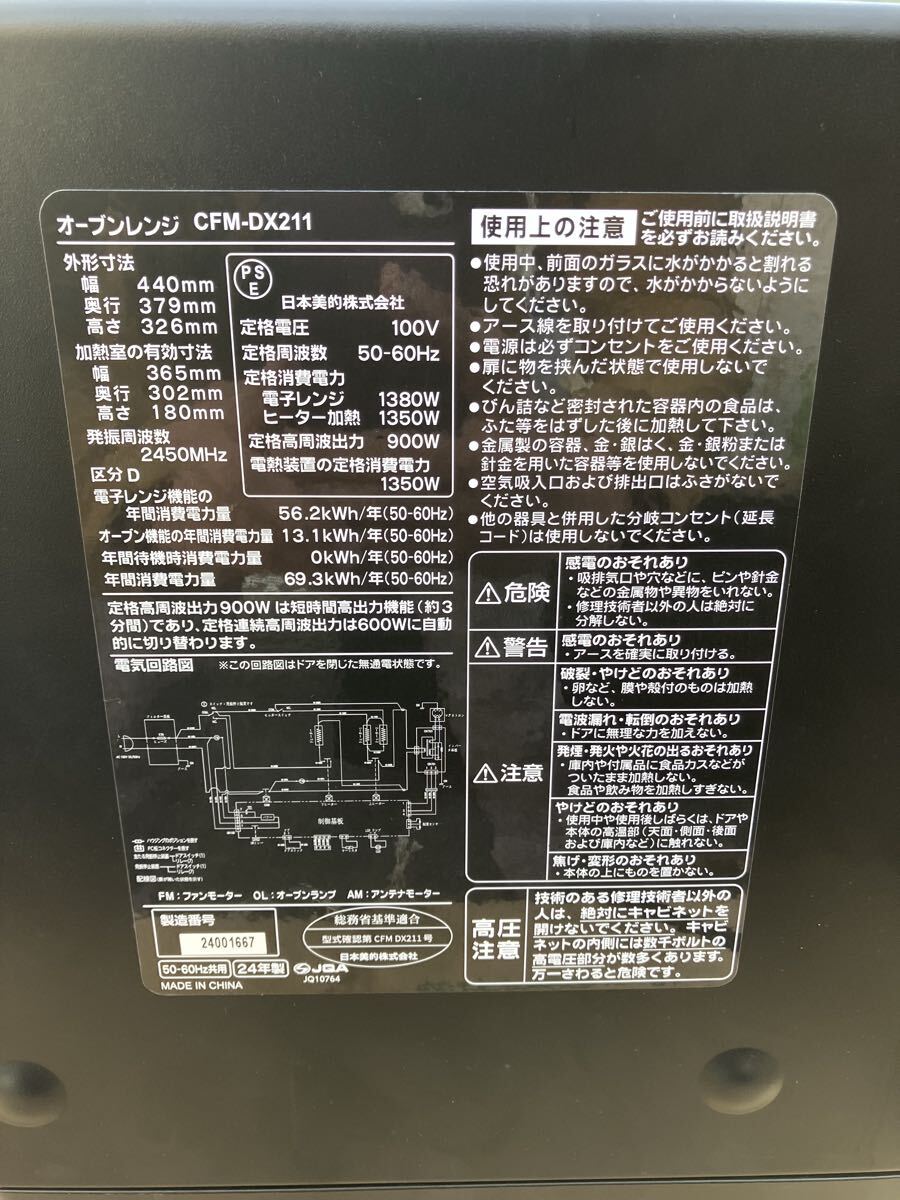 オーブンレンジ CFM-DX211
外形寸法
幅 440mm
奥行 379mm
高さ 326mm
加熱室の有効寸法
幅 365mm
奥行 302mm
高さ 180mm
発振周波数
2450MHz
区分D
PS
E
日本美的株式会社
定格電圧 100V
定格周波数 50-60Hz
定格消費電力
電子レンジ 1380W
ヒーター加熱 1350W
定格高周波出力 900W
電熱装置の定格消費電力
1350W
電子レンジ機能の
年間消費電力量 56.2kWh/年(50-60Hz)
オーブン機能の年間消費電力量 13.1kWh/年(50-60Hz)
年間待機時消費電力量 0kWh/年(50-60Hz)
年間消費電力量 69.3kWh/年(50-60Hz)
定格高周波出力900Wは短時間高出力機能(約3
分間)であり、定格連続高周波出力は600Wに自動
的に切り替わります。
電気回路図 ※この回路図はドアを閉じた無通電状態です。
制御基板
FM:ファンモーター OL:オーブンランプ AM:アンテナモーター
製造番号
24001667
50-60Hz共用 24年製
MADE IN CHINA
総務省基準適合
型式確認第 CFM DX211 号
日本美的株式会社
JQA
JQ10764
使用上の注意 ご使用前に取扱説明書
を必ずお読みください。
●使用中、前面のガラスに水がかかると割れる
恐れがありますので、水がかからないように
してください。
●アース線を取り付けてご使用ください。
●電源は必ずコンセントをご使用ください。
●扉に物を挟んだ状態で使用しないで
ください。
●びん詰など密封された容器内の食品は、
ふた等をはずした後に加熱して下さい。
●金属製の容器、金・銀はく、金・銀粉または
針金を用いた容器等を使用しないでください。
●空気吸入口および排出口はふさがないで
ください。
●他の器具と併用した分岐コンセント(延長
コード)は使用しないでください。
⚠危険
感電のおそれあり
・吸排気口や穴などに、ピンや針金
などの金属物や異物をいれない。
・修理技術者以外の人は絶対に
分解しない。
⚠警告
感電のおそれあり
・アースを確実に取り付ける。
⚠注意
破裂・やけどのおそれあり
・卵など、膜や殻付のものは加熱
しない。
電波漏れ・転倒のおそれあり
・ドアに無理な力を加えない。
発煙・発火や火花の出るおそれあり
・庫内や付属品に食品カスなどが
ついたまま加熱しない。
食品や飲み物を加熱しすぎない。
やけどのおそれあり
・使用中や使用後しばらくは、ドアや
本体の高温部(天面・側面・後面
および庫内など)に触れない。
焦げ・変形のおそれあり
・本体の上にものを置かない。
高圧
注意
技術のある修理技術者以外の
人は、絶対にキャビネットを
開けないでください。キャビ
ネットの内側には数千ボルトの
高電圧部分が数多くあります。
万一さわると危険です。